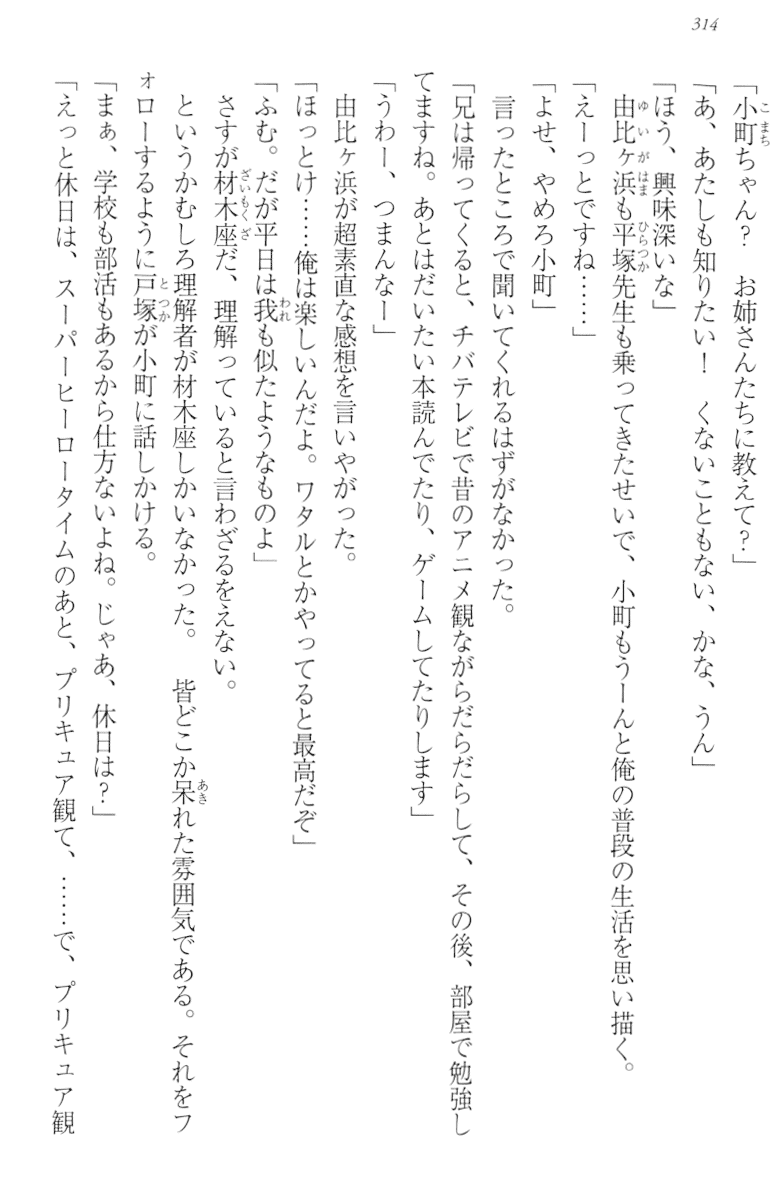 314
「小町ちゃん？　お姉さんたちに教えて？」
「あ、あたしも知りたい！　くないこともない、かな、うん」
「ほう、興味深いな」
由比ヶ浜も平塚先生も乗ってきたせいで、小町もうーんと俺の普段の生活を思い描く。
「えーっとですね……」
「よせ、やめろ小町」
言ったところで聞いてくれるはずがなかった。
「兄は帰ってくると、チバテレビで昔のアニメ観ながらだらだらして、その後、部屋で勉強し
てますね。あとはだいたい本読んでたり、ゲームしてたりします」
「うわー、つまんなー」
由比ヶ浜が超素直な感想を言いやがった。
「ほっとけ……俺は楽しいんだよ。ワタルとかやってると最高だぞ」
「ふむ。だが平日は我も似たようなものよ」
さすが材木座だ、理解っていると言わざるをえない。
というかむしろ理解者が材木座しかいなかった。　皆どこか呆れた雰囲気である。それをフ
ォローするように戸塚が小町に話しかける。
「まぁ、学校も部活もあるから仕方ないよね。じゃあ、休日は？」
「えっと休日は、スーパーヒーロータイムのあと、プリキュア観て、……で、プリキュア観